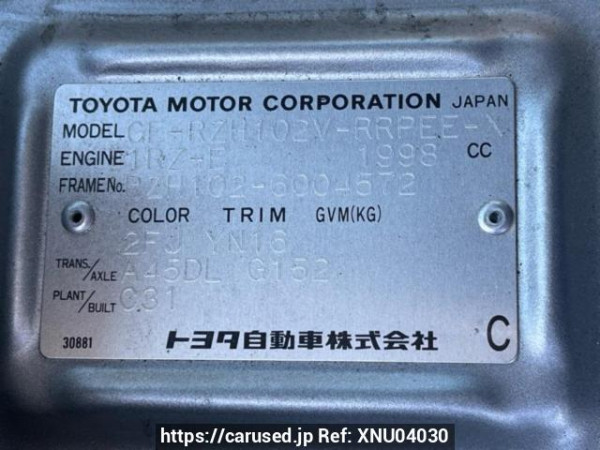 TOYOTA MOTOR CORPORATION JAPAN
MODEL GE-RZH102V-RRPEE-X
ENGINE 1RZ-E 1998 CC
FRAME No. RZH102-6004572
COLOR TRIM GVM(KG)
2FJ YN16
TRANS./AXLE A45DL G152
PLANT/BUILT C31
30881 トヨタ自動車株式会社 C
https://carused.jp Ref: XNU04030